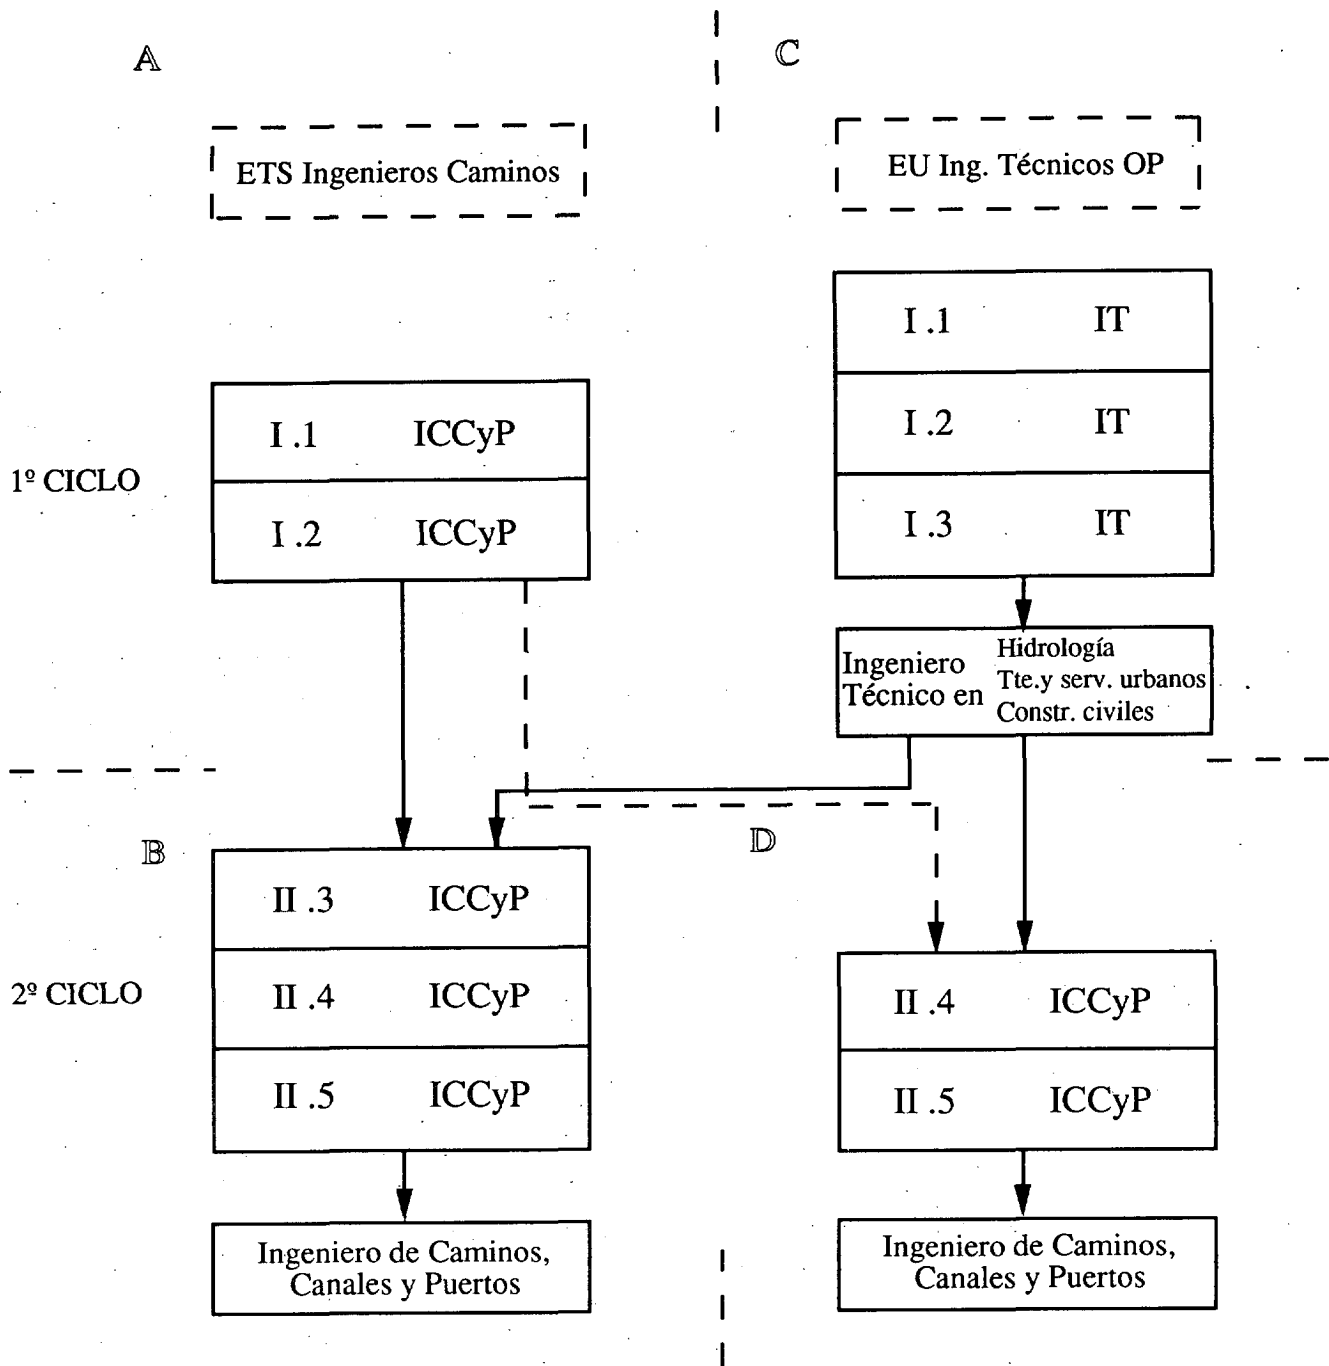 A
C
ETS Ingenieros Caminos
EU Ing. Técnicos OP
1º CICLO
I .1 ICCyP
I .2 ICCyP
I .1 IT
I .2 IT
I .3 IT
Ingeniero
Técnico en
Hidrología
Tte.y serv. urbanos
Constr. civiles
B
D
2º CICLO
II .3 ICCyP
II .4 ICCyP
II .5 ICCyP
II .4 ICCyP
II .5 ICCyP
Ingeniero de Caminos,
Canales y Puertos
Ingeniero de Caminos,
Canales y Puertos